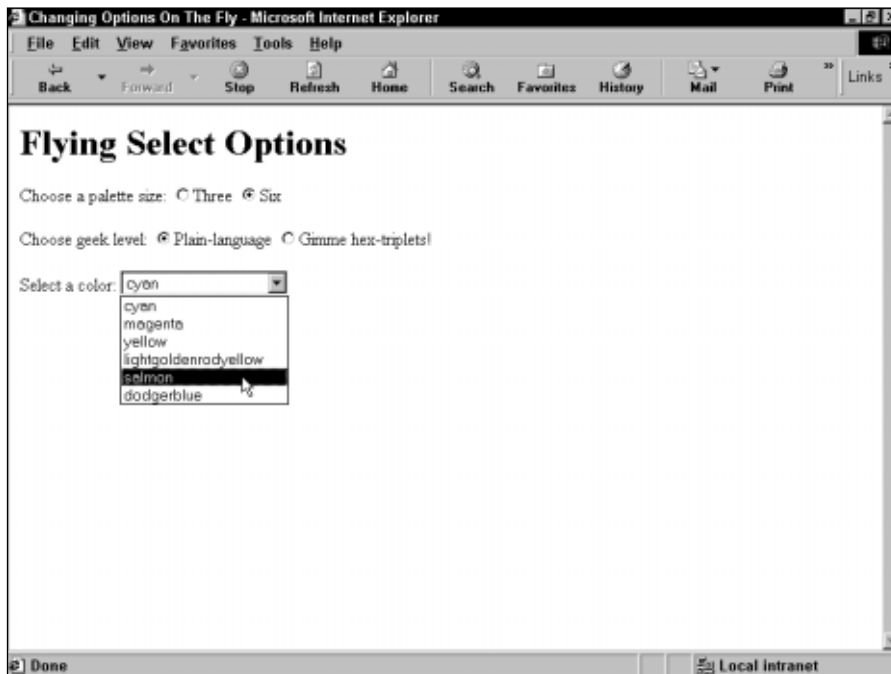 Changing Options On The Fly - Microsoft Internet Explorer
File Edit View Favorites Tools Help
Back Forward Stop Refresh Home Search Favorites History Mail Print » Links
Flying Select Options
Choose a palette size: Three Six
Choose geek level: Plain-language Gimme hex-triplets!
Select a color: cyan
cyan
magenta
yellow
lightgoldenrodyellow
salmon
dodgerblue
Done Local intranet